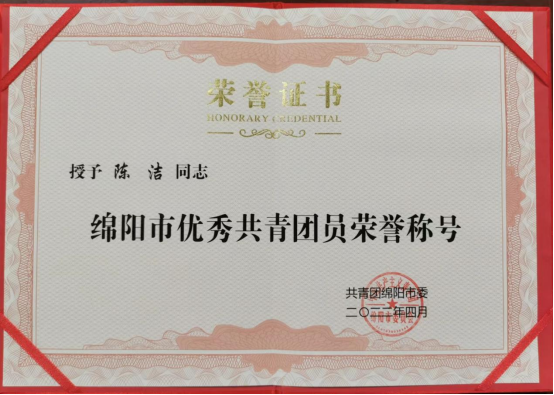 荣誉证书
HONORARY CREDENTIAL
授予 陈 洁 同志
绵阳市优秀共青团员荣誉称号
共青团绵阳市委
二〇二二年四月